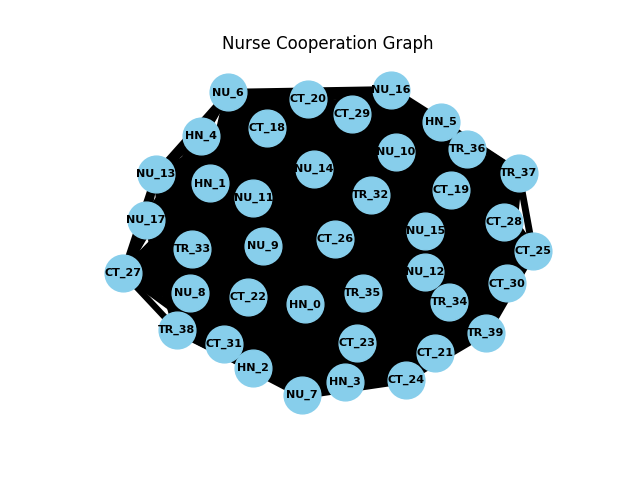 Nurse Cooperation Graph
NU_6
CT_20
NU_16
CT_29
HN_5
CT_18
HN_4
TR_36
NU_10
NU_14
NU_13
TR_37
HN_1
CT_19
TR_32
NU_11
NU_17
CT_28
NU_15
CT_26
NU_9
TR_33
CT_25
CT_27
NU_12
CT_30
NU_8
TR_35
CT_22
TR_34
HN_0
TR_38
TR_39
CT_31
CT_23
CT_21
HN_2
CT_24
HN_3
NU_7